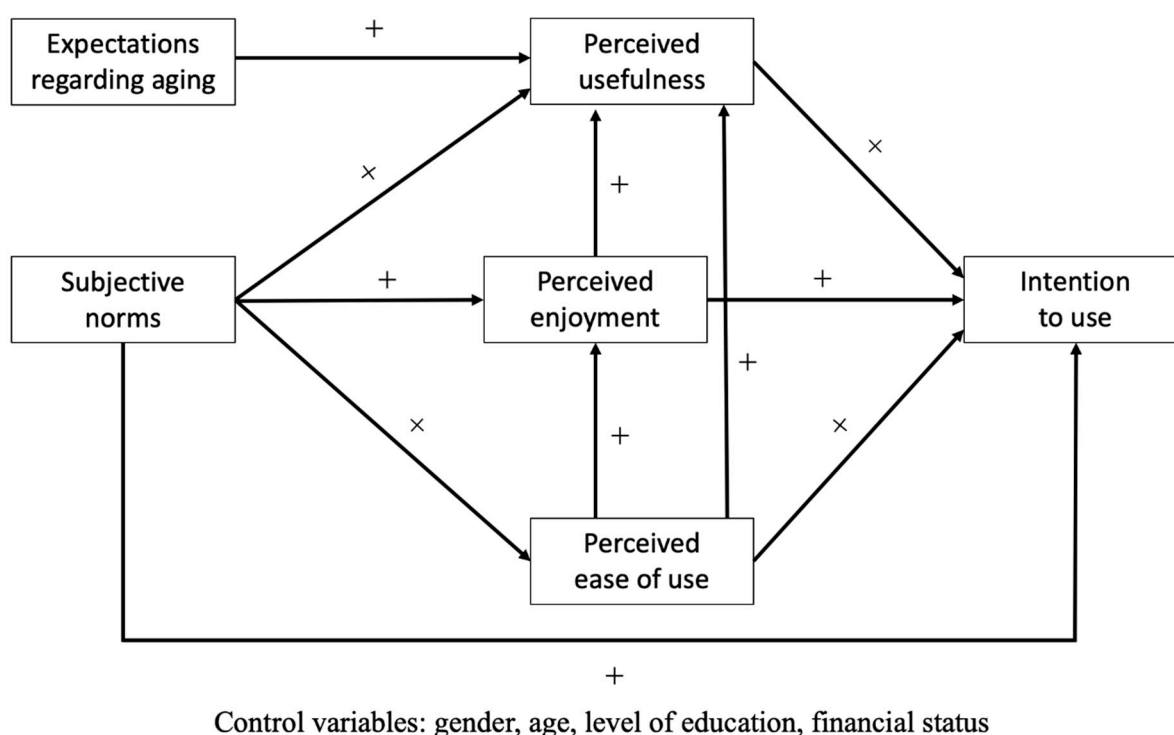 Expectations
regarding aging
+
Perceived
usefulness
×
×
+
Subjective
norms
+
Perceived
enjoyment
+
Intention
to use
+
×
+
×
Perceived
ease of use
+
Control variables: gender, age, level of education, financial status